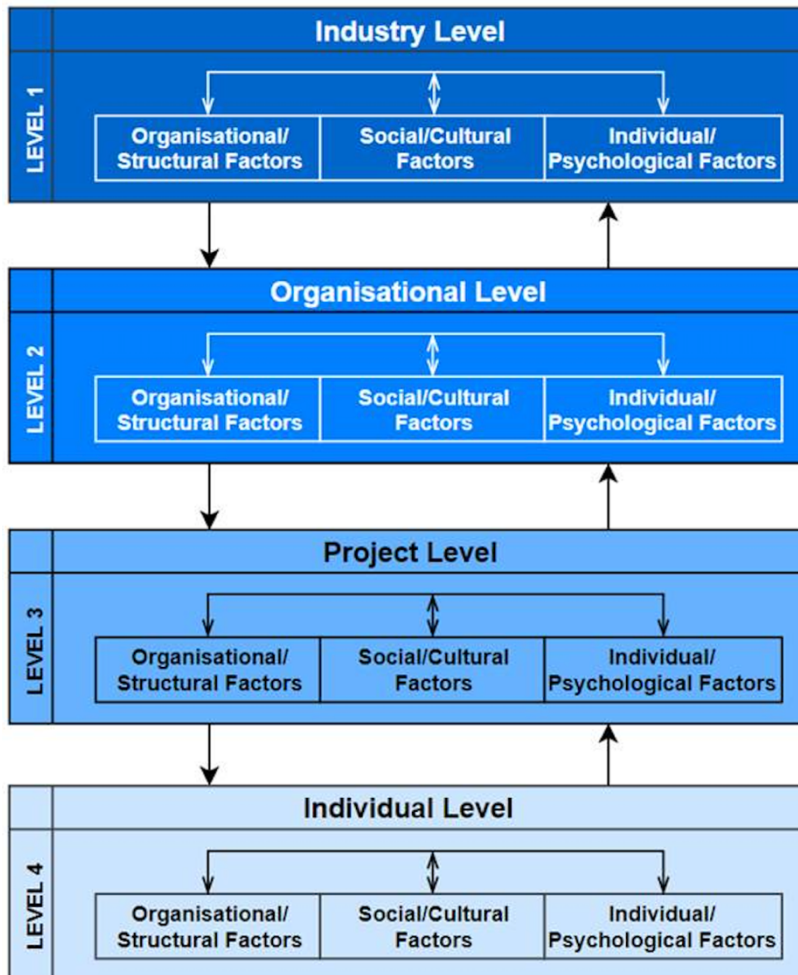 Industry Level
LEVEL 1
Organisational/
Structural Factors
Social/Cultural
Factors
Individual/
Psychological Factors
Organisational Level
LEVEL 2
Organisational/
Structural Factors
Social/Cultural
Factors
Individual/
Psychological Factors
Project Level
LEVEL 3
Organisational/
Structural Factors
Social/Cultural
Factors
Individual/
Psychological Factors
Individual Level
LEVEL 4
Organisational/
Structural Factors
Social/Cultural
Factors
Individual/
Psychological Factors